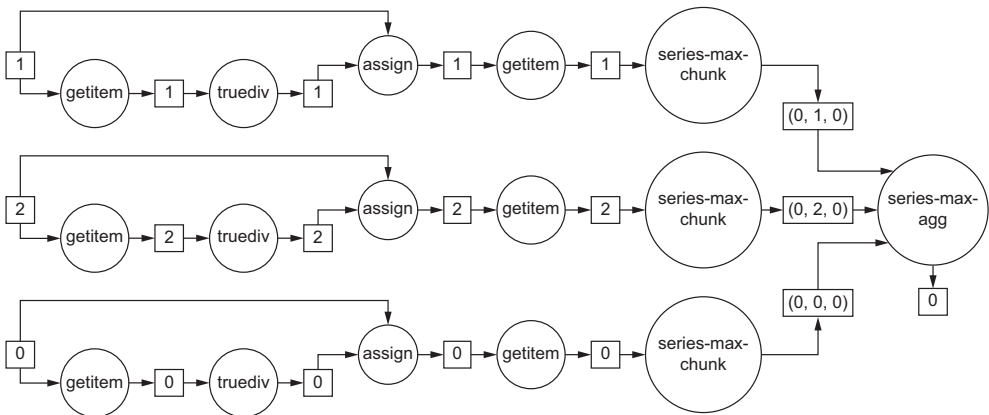 1
getitem
1
truediv
1
assign
1
getitem
1
series-max-
chunk
(0, 1, 0)
2
getitem
2
truediv
2
assign
2
getitem
2
series-max-
chunk
(0, 2, 0)
series-max-
agg
0
0
getitem
0
truediv
0
assign
0
getitem
0
series-max-
chunk
(0, 0, 0)